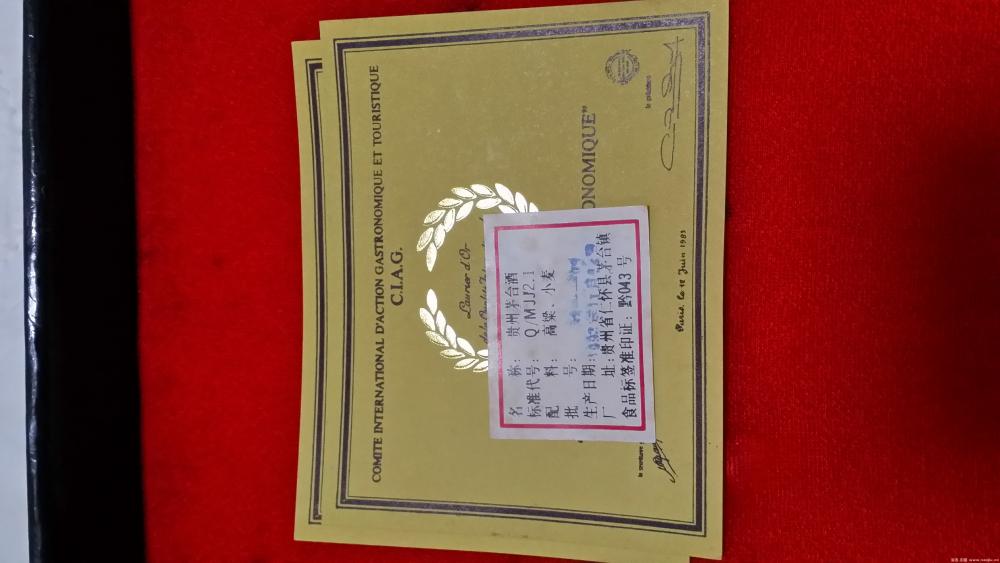 COMITE INTERNATIONAL D'ACTION GASTRONOMIQUE ET TOURISTIQUE
C.I.A.G.
Laurier d'Or
ONOMIQUE"
Paris, le 12 Juin 1983
名 称: 贵州茅台酒
标准代号: Q/MJJ2.1
配 料: 高粱、小麦
批 号:
生产日期:
厂 址:贵州省仁怀县茅台镇
食品标签准印证: 黔043号